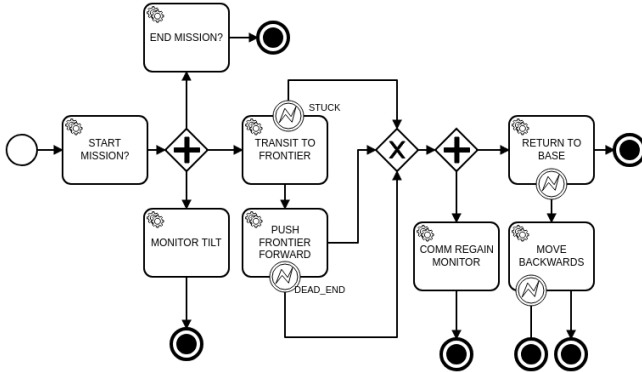 END MISSION?
STUCK
START
MISSION?
TRANSIT TO
FRONTIER
X
RETURN TO
BASE
MONITOR TILT
PUSH
FRONTIER
FORWARD
COMM REGAIN
MONITOR
MOVE
BACKWARDS
DEAD_END